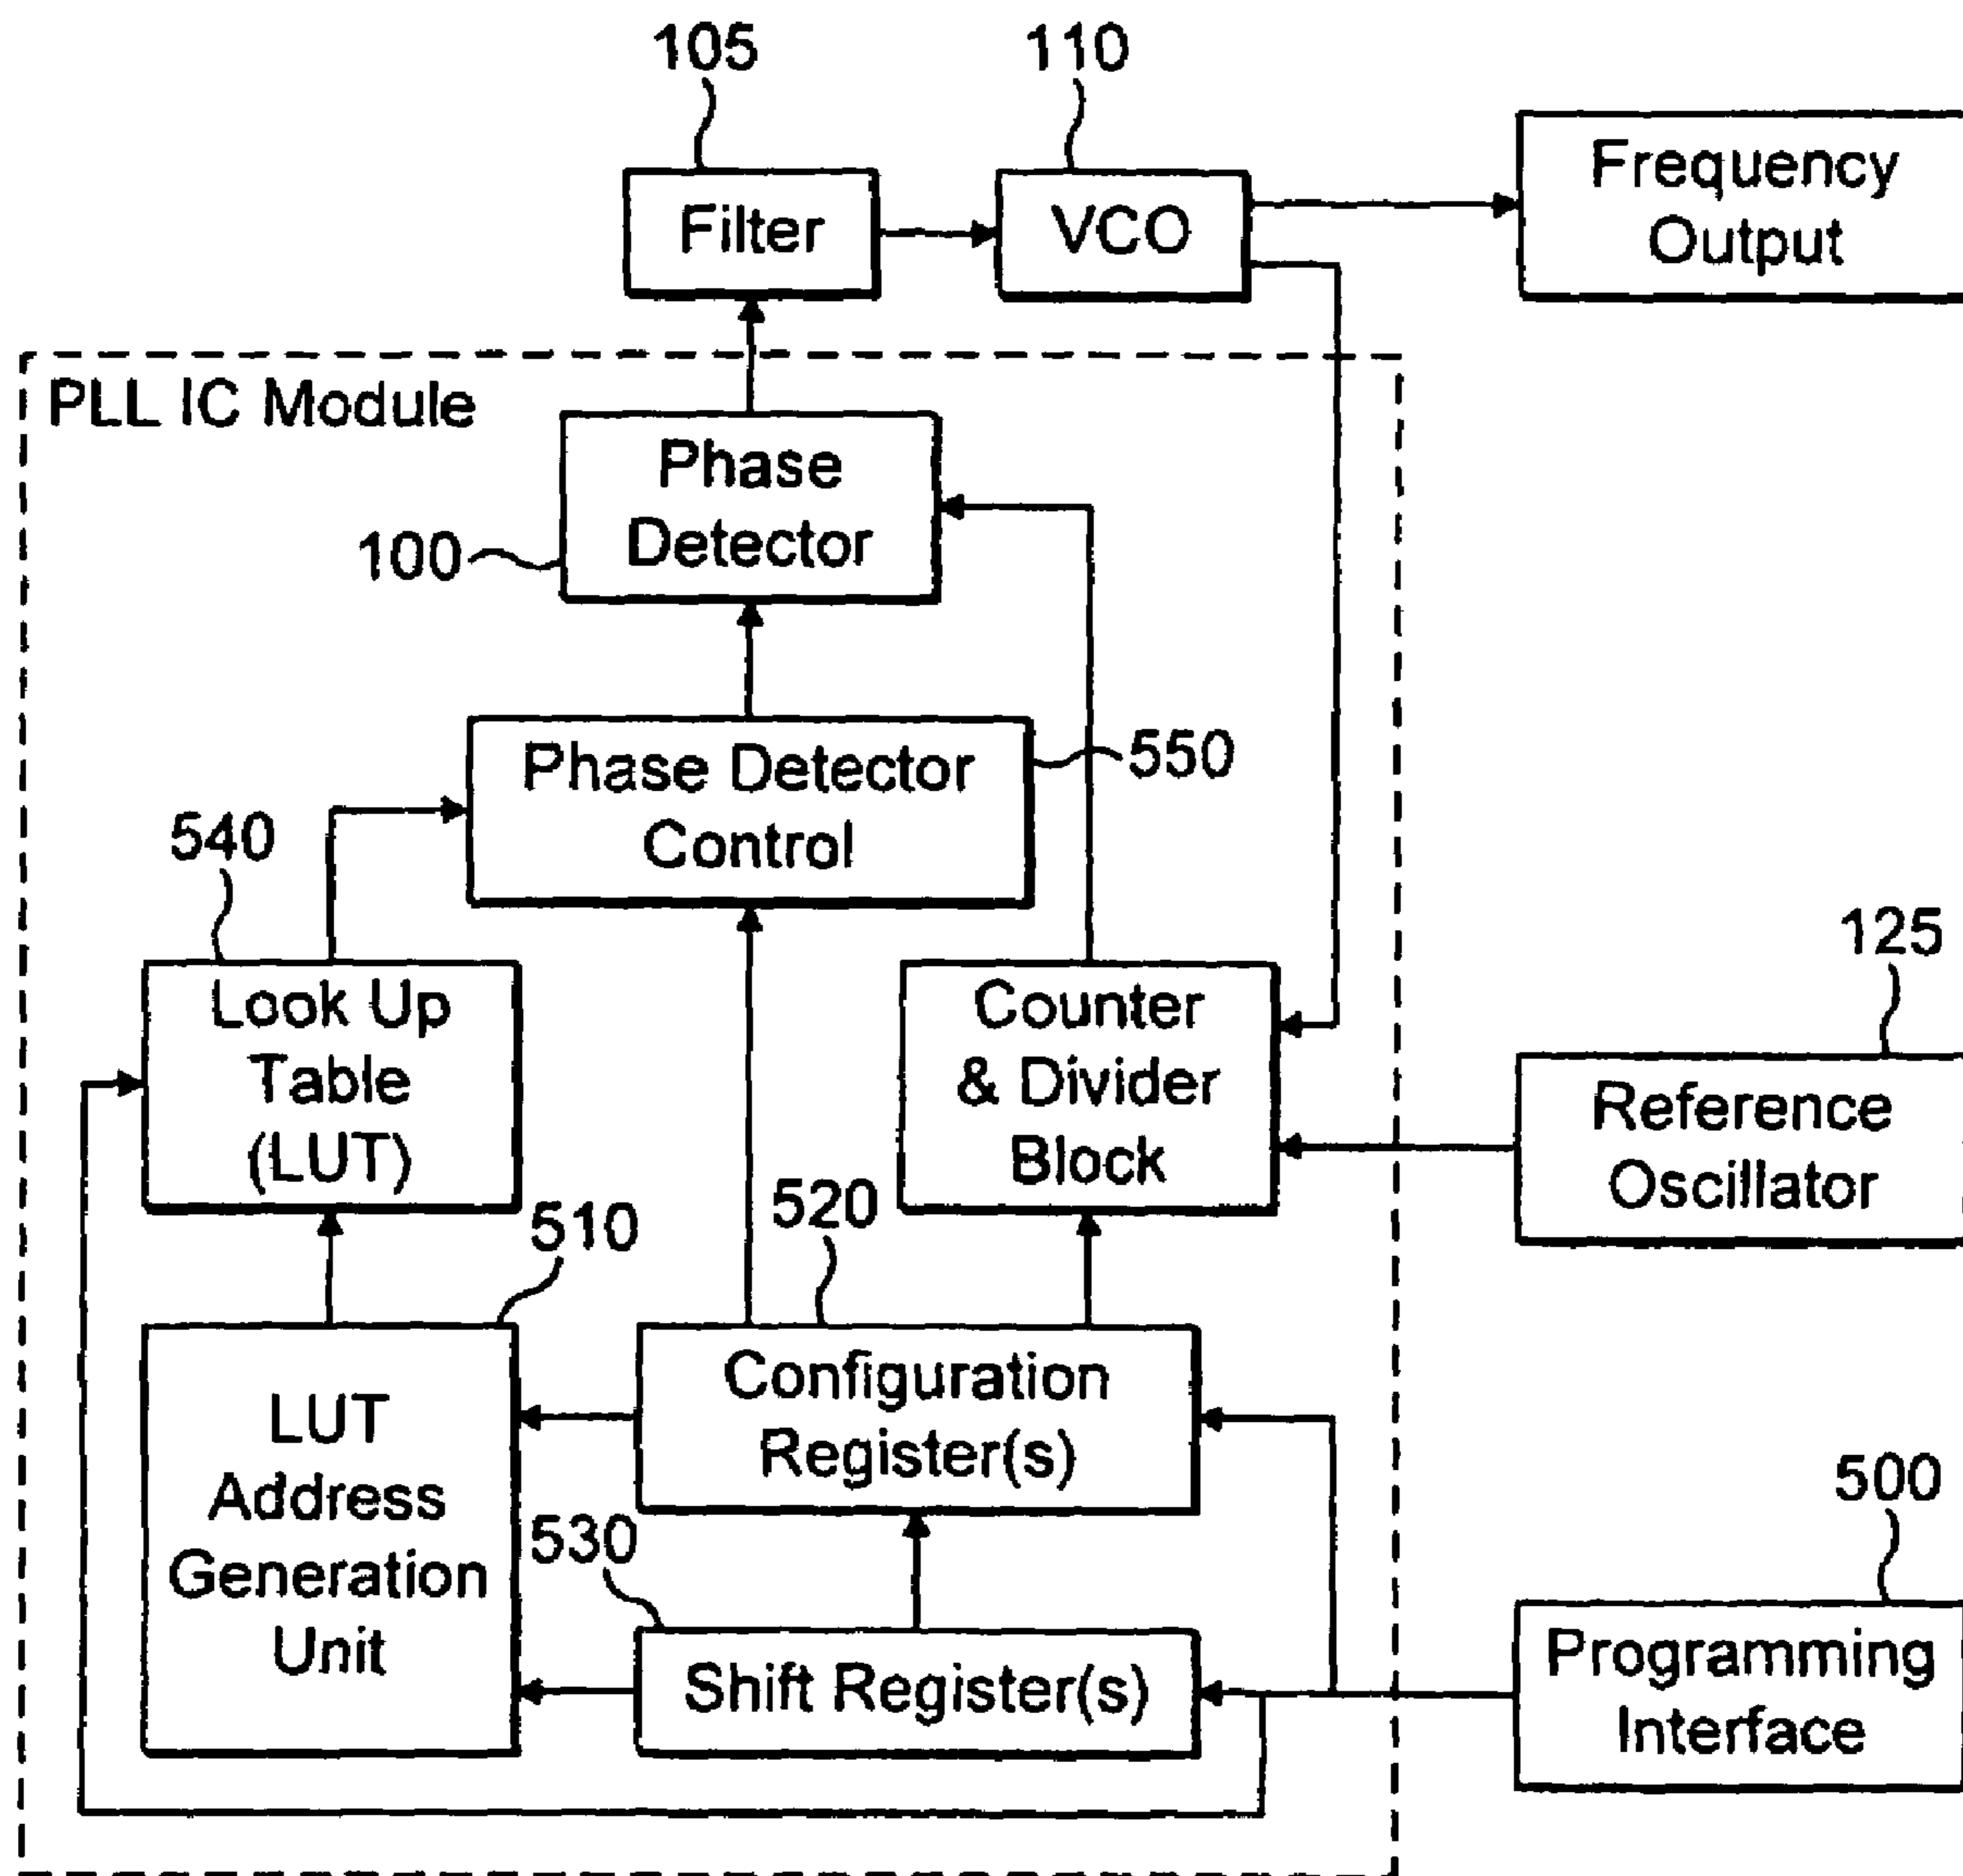 105
110
Filter
VCO
Frequency
Output
PLL IC Module
Phase
Detector
100
Phase Detector
Control
550
540
Look Up
Table
(LUT)
Counter
& Divider
Block
125
Reference
Oscillator
510
520
LUT
Address
Generation
Unit
Configuration
Register(s)
530
Shift Register(s)
500
Programming
Interface